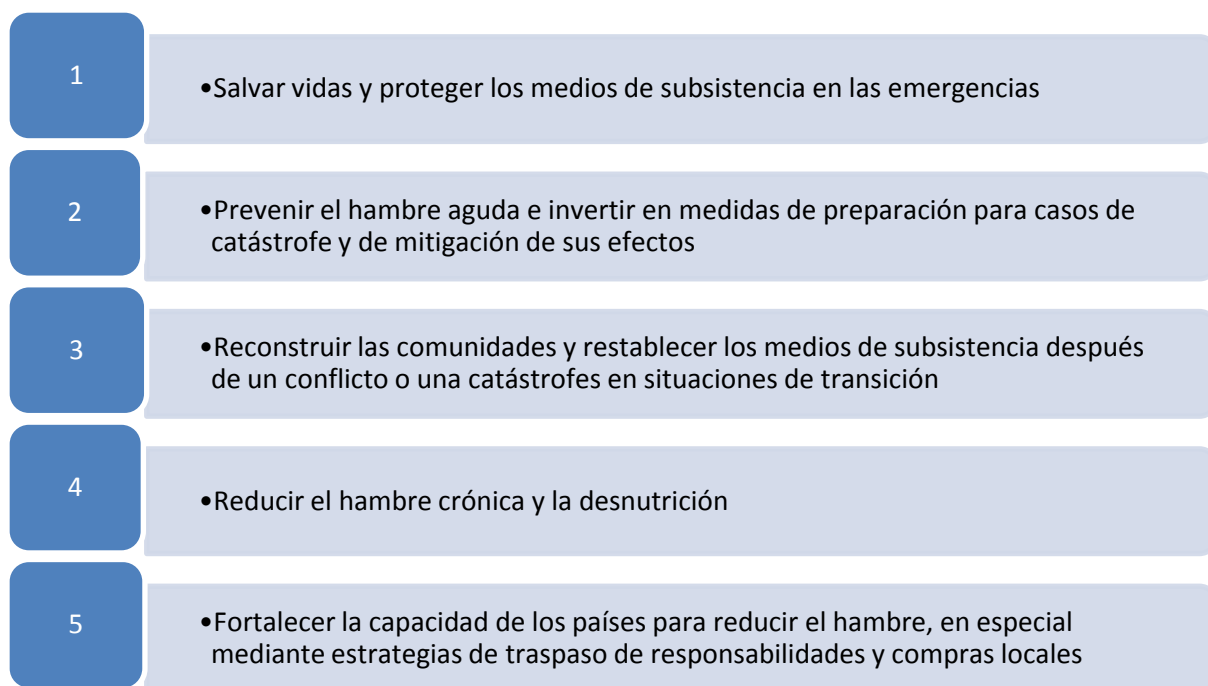 1
•Salvar vidas y proteger los medios de subsistencia en las emergencias
2
•Prevenir el hambre aguda e invertir en medidas de preparación para casos de
catástrofe y de mitigación de sus efectos
3
•Reconstruir las comunidades y restablecer los medios de subsistencia después
de un conflicto o una catástrofes en situaciones de transición
4
•Reducir el hambre crónica y la desnutrición
5
•Fortalecer la capacidad de los países para reducir el hambre, en especial
mediante estrategias de traspaso de responsabilidades y compras locales